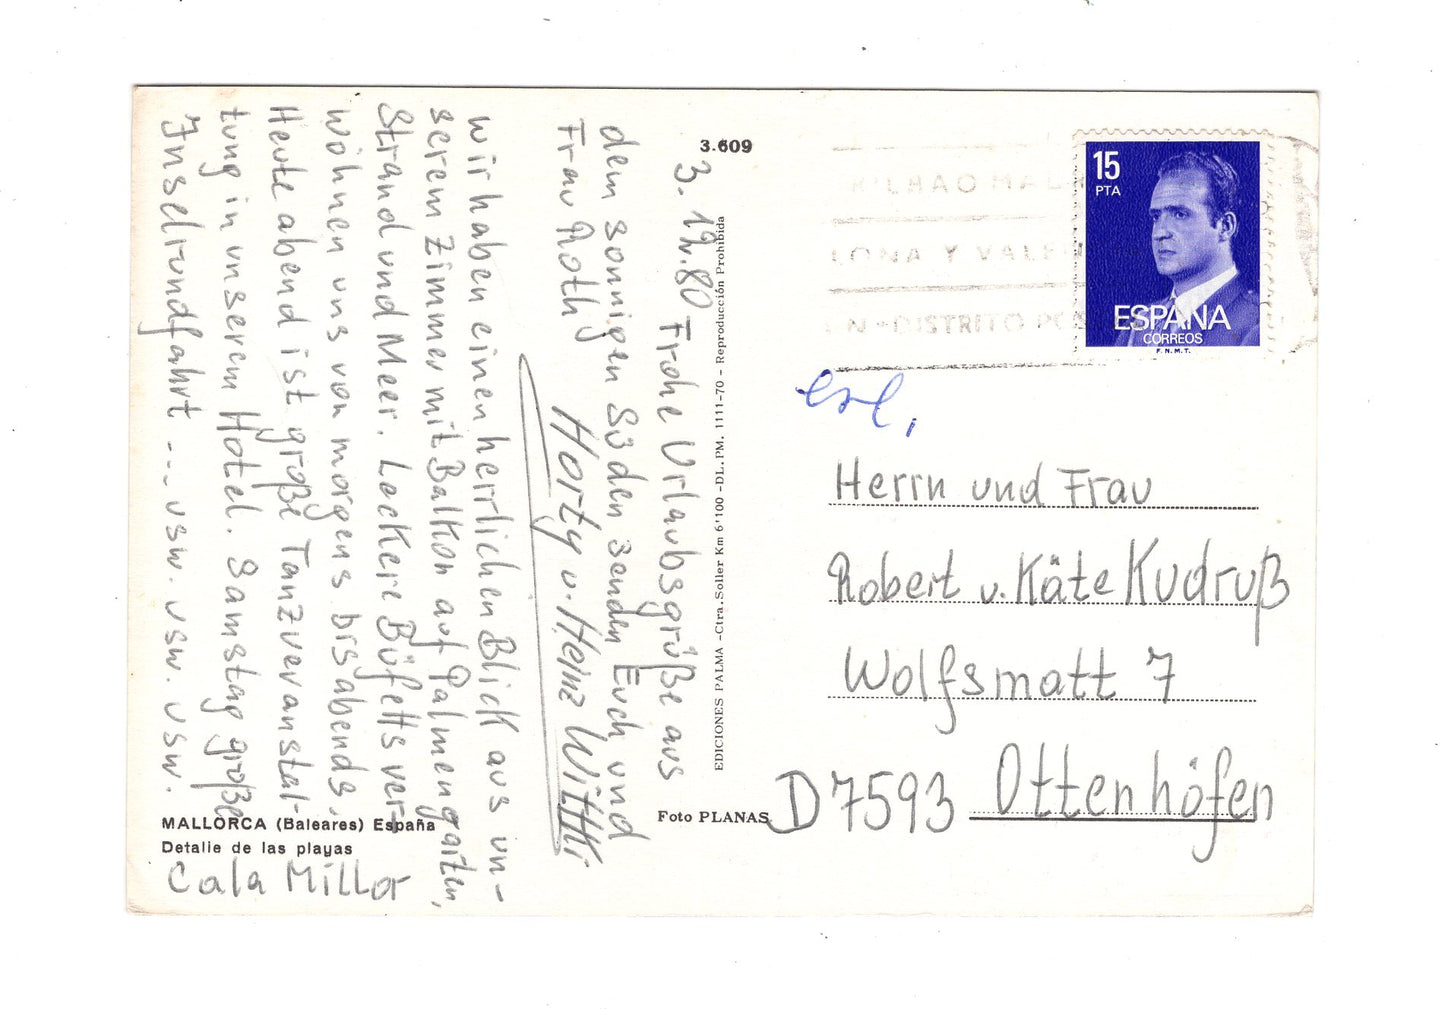 3.609
3. 12. 80 Frohe Urlaubsgrüße aus
dem sonnigen Süden senden Euch und
Frau Roth Horty u. Heinz Wittki
wir haben einen herrlichen Blick aus un-
serem Zimmer mit Balkon auf Palmengarten,
Strand und Meer. Leckere Büfetts ver-
wöhnen uns von morgens bis abends.
Heute abend ist große Tanzveranstal-
tung in unserem Hotel. Samstag große
Inselrundfahrt --- usw. usw. usw.
MALLORCA (Baleares) España
Detalle de las playas
Cala Millor
EDICIONES PALMA -Ctra. Soller Km 6'100 -DL. PM. 1111-70 - Reproducción Prohibida
Foto PLANAS
BILBAO
LONA Y
N-DISTRITO
15
PTA
ESPAÑA
CORREOS
F.N.M.T.
Herrn und Frau
Robert u. Käte Kudruß
Wolfsmatt 7
D 7593 Ottenhöfen